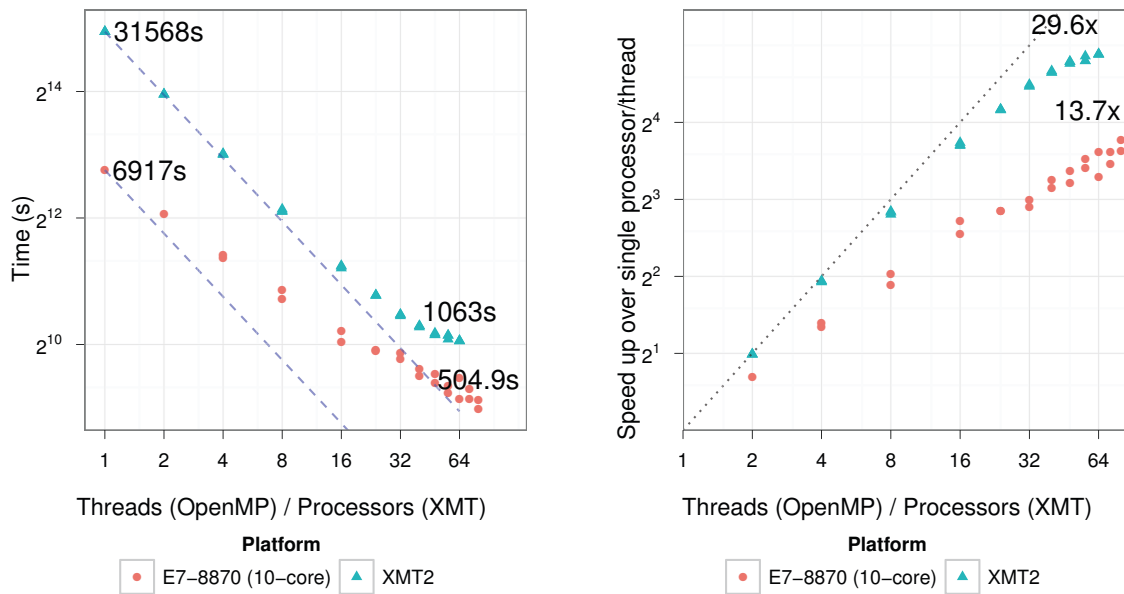 31568s
6917s
1063s
504.9s
2^14
2^12
2^10
Time (s)
1 2 4 8 16 32 64
Threads (OpenMP) / Processors (XMT)
Platform
E7−8870 (10−core) XMT2
29.6x
13.7x
2^4
2^3
2^2
2^1
Speed up over single processor/thread
1 2 4 8 16 32 64
Threads (OpenMP) / Processors (XMT)
Platform
E7−8870 (10−core) XMT2